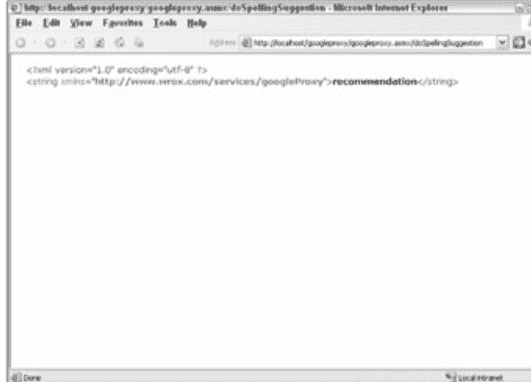 http://localhost/googleproxy/googleproxy.asmx/doSpellingSuggestion - Microsoft Internet Explorer
File Edit View Favorites Tools Help
Address http://localhost/googleproxy/googleproxy.asmx/doSpellingSuggestion
<?xml version="1.0" encoding="utf-8" ?>
<string xmlns="http://www.wrox.com/services/googleProxy">recommendation</string>
Done Local intranet